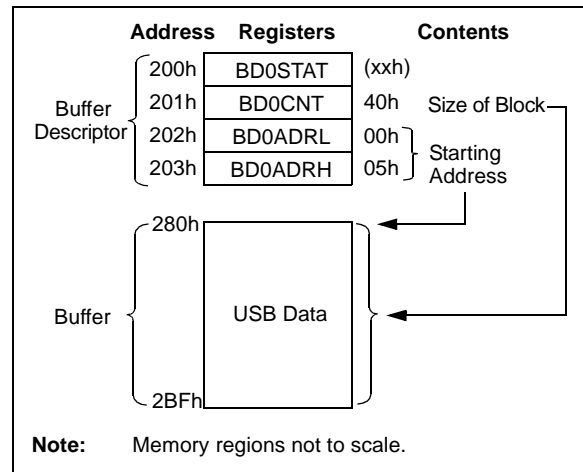 Address Registers Contents
200h BD0STAT (xxh)
Buffer Descriptor
201h BD0CNT 40h Size of Block
202h BD0ADRL 00h
203h BD0ADRH 05h
Starting Address
280h
Buffer
USB Data
2BFh
Note: Memory regions not to scale.